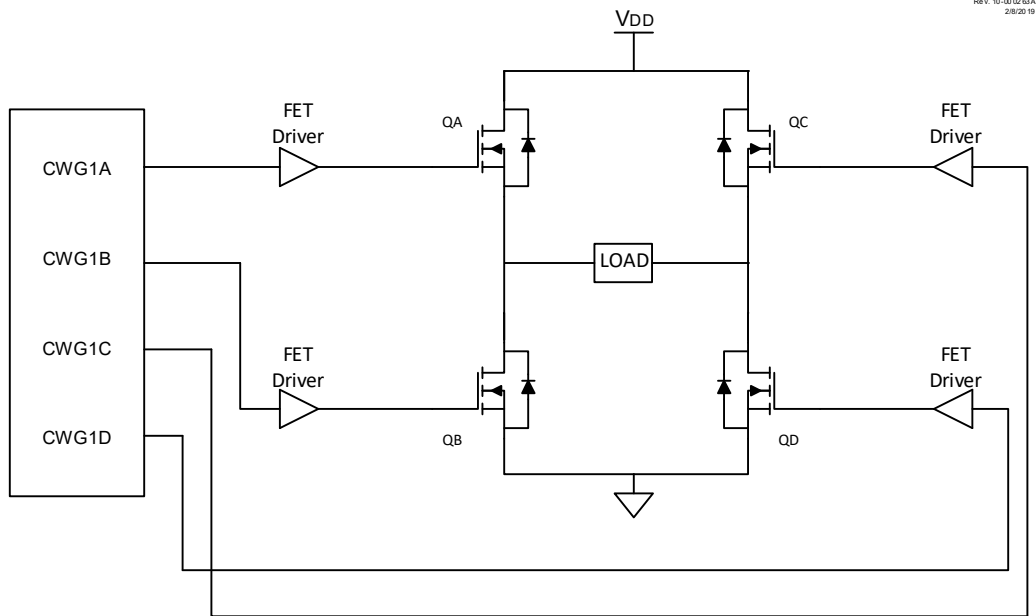 Rev. 10-000263A
2/8/2019
VDD
FET
Driver
QA
QC
FET
Driver
CWG1A
CWG1B
LOAD
CWG1C
FET
Driver
FET
Driver
CWG1D
QB
QD